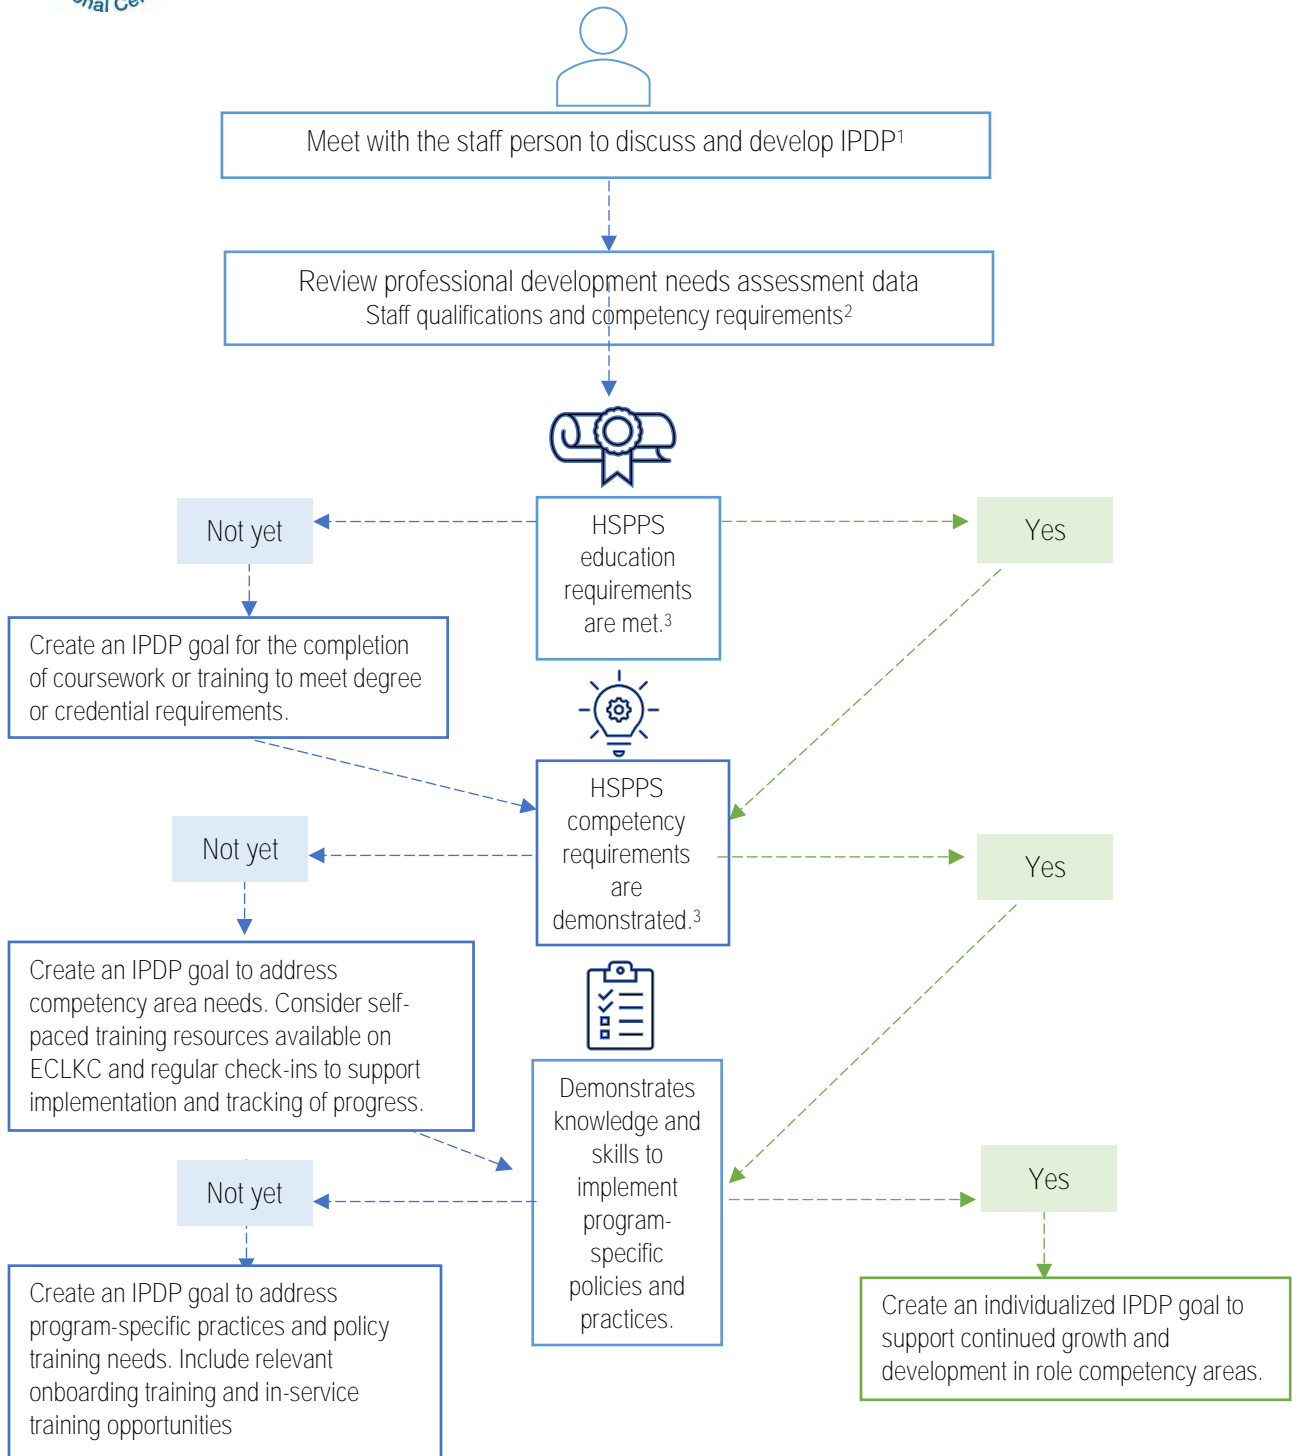 Meet with the staff person to discuss and develop IPDP¹
Review professional development needs assessment data
Staff qualifications and competency requirements²
Not yet
HSPPS
education
requirements
are met.³
Yes
Create an IPDP goal for the completion
of coursework or training to meet degree
or credential requirements.
Not yet
HSPPS
competency
requirements
are
demonstrated.³
Yes
Create an IPDP goal to address
competency area needs. Consider self-
paced training resources available on
ECLKC and regular check-ins to support
implementation and tracking of progress.
Not yet
Demonstrates
knowledge and
skills to
implement
program-
specific
policies and
practices.
Yes
Create an IPDP goal to address
program-specific practices and policy
training needs. Include relevant
onboarding training and in-service
training opportunities
Create an individualized IPDP goal to
support continued growth and
development in role competency areas.